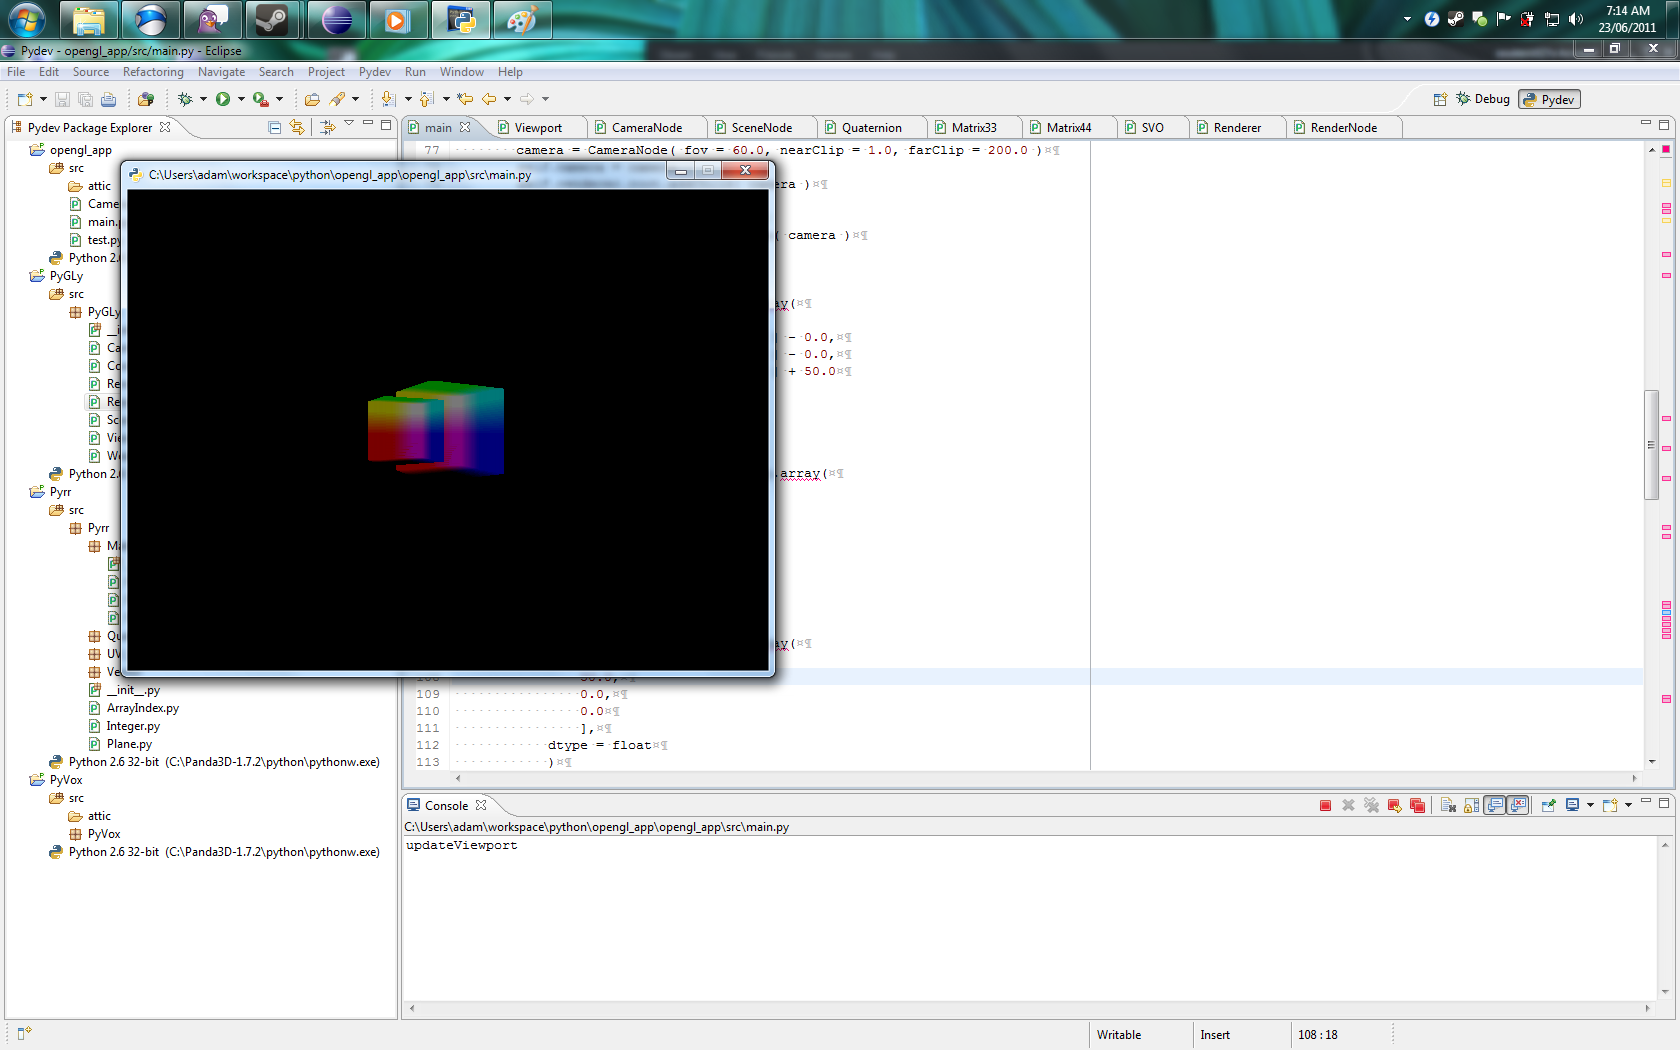 7:14 AM
23/06/2011
Pydev - opengl_app/src/main.py - Eclipse
File Edit Source Refactoring Navigate Search Project Pydev Run Window Help
Debug Pydev
Pydev Package Explorer
main Viewport CameraNode SceneNode Quaternion Matrix33 Matrix44 SVO Renderer RenderNode
opengl_app
src
attic
Came
main.p
test.py
Python 2.
PyGLy
src
PyGLy
Ca
Co
Re
Re
Sc
Vie
Python 2.
Pyrr
src
Pyrr
Ma
Qu
UV
Ve
__init__.py
ArrayIndex.py
Integer.py
Plane.py
Python 2.6 32-bit (C:\Panda3D-1.7.2\python\pythonw.exe)
PyVox
src
attic
PyVox
Python 2.6 32-bit (C:\Panda3D-1.7.2\python\pythonw.exe)
C:\Users\adam\workspace\python\opengl_app\opengl_app\src\main.py
77 camera = CameraNode( fov = 60.0, nearClip = 1.0, farClip = 200.0 )¤¶
era )¤¶
( camera )¤¶
ay(¤¶
- 0.0,¤¶
- 0.0,¤¶
+ 50.0¤¶
.array(¤¶
ay(¤¶
109 0.0,¤¶
110 0.0¤¶
111 ],¤¶
112 dtype = float¤¶
113 )¤¶
Console
C:\Users\adam\workspace\python\opengl_app\opengl_app\src\main.py
updateViewport
Writable Insert 108 : 18